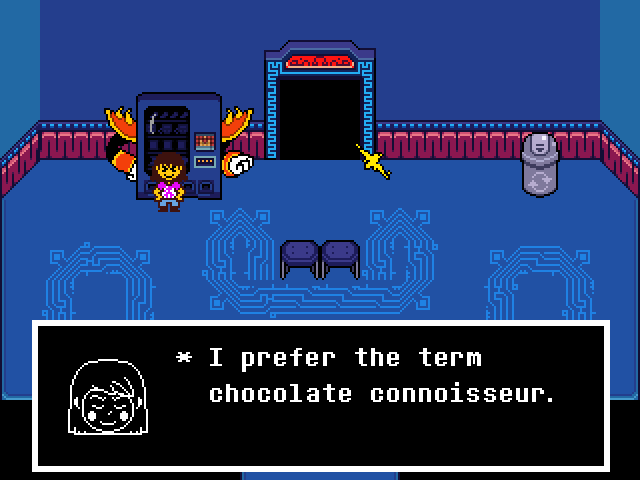 * I prefer the term
chocolate connoisseur.